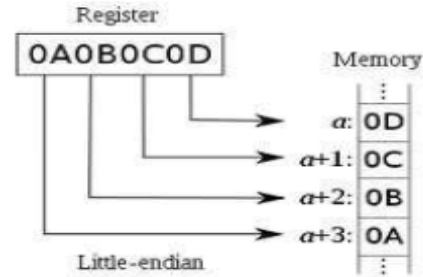 Register
0A0B0C0D
Memory
⋮
a: 0D
a+1: 0C
a+2: 0B
a+3: 0A
⋮
Little-endian